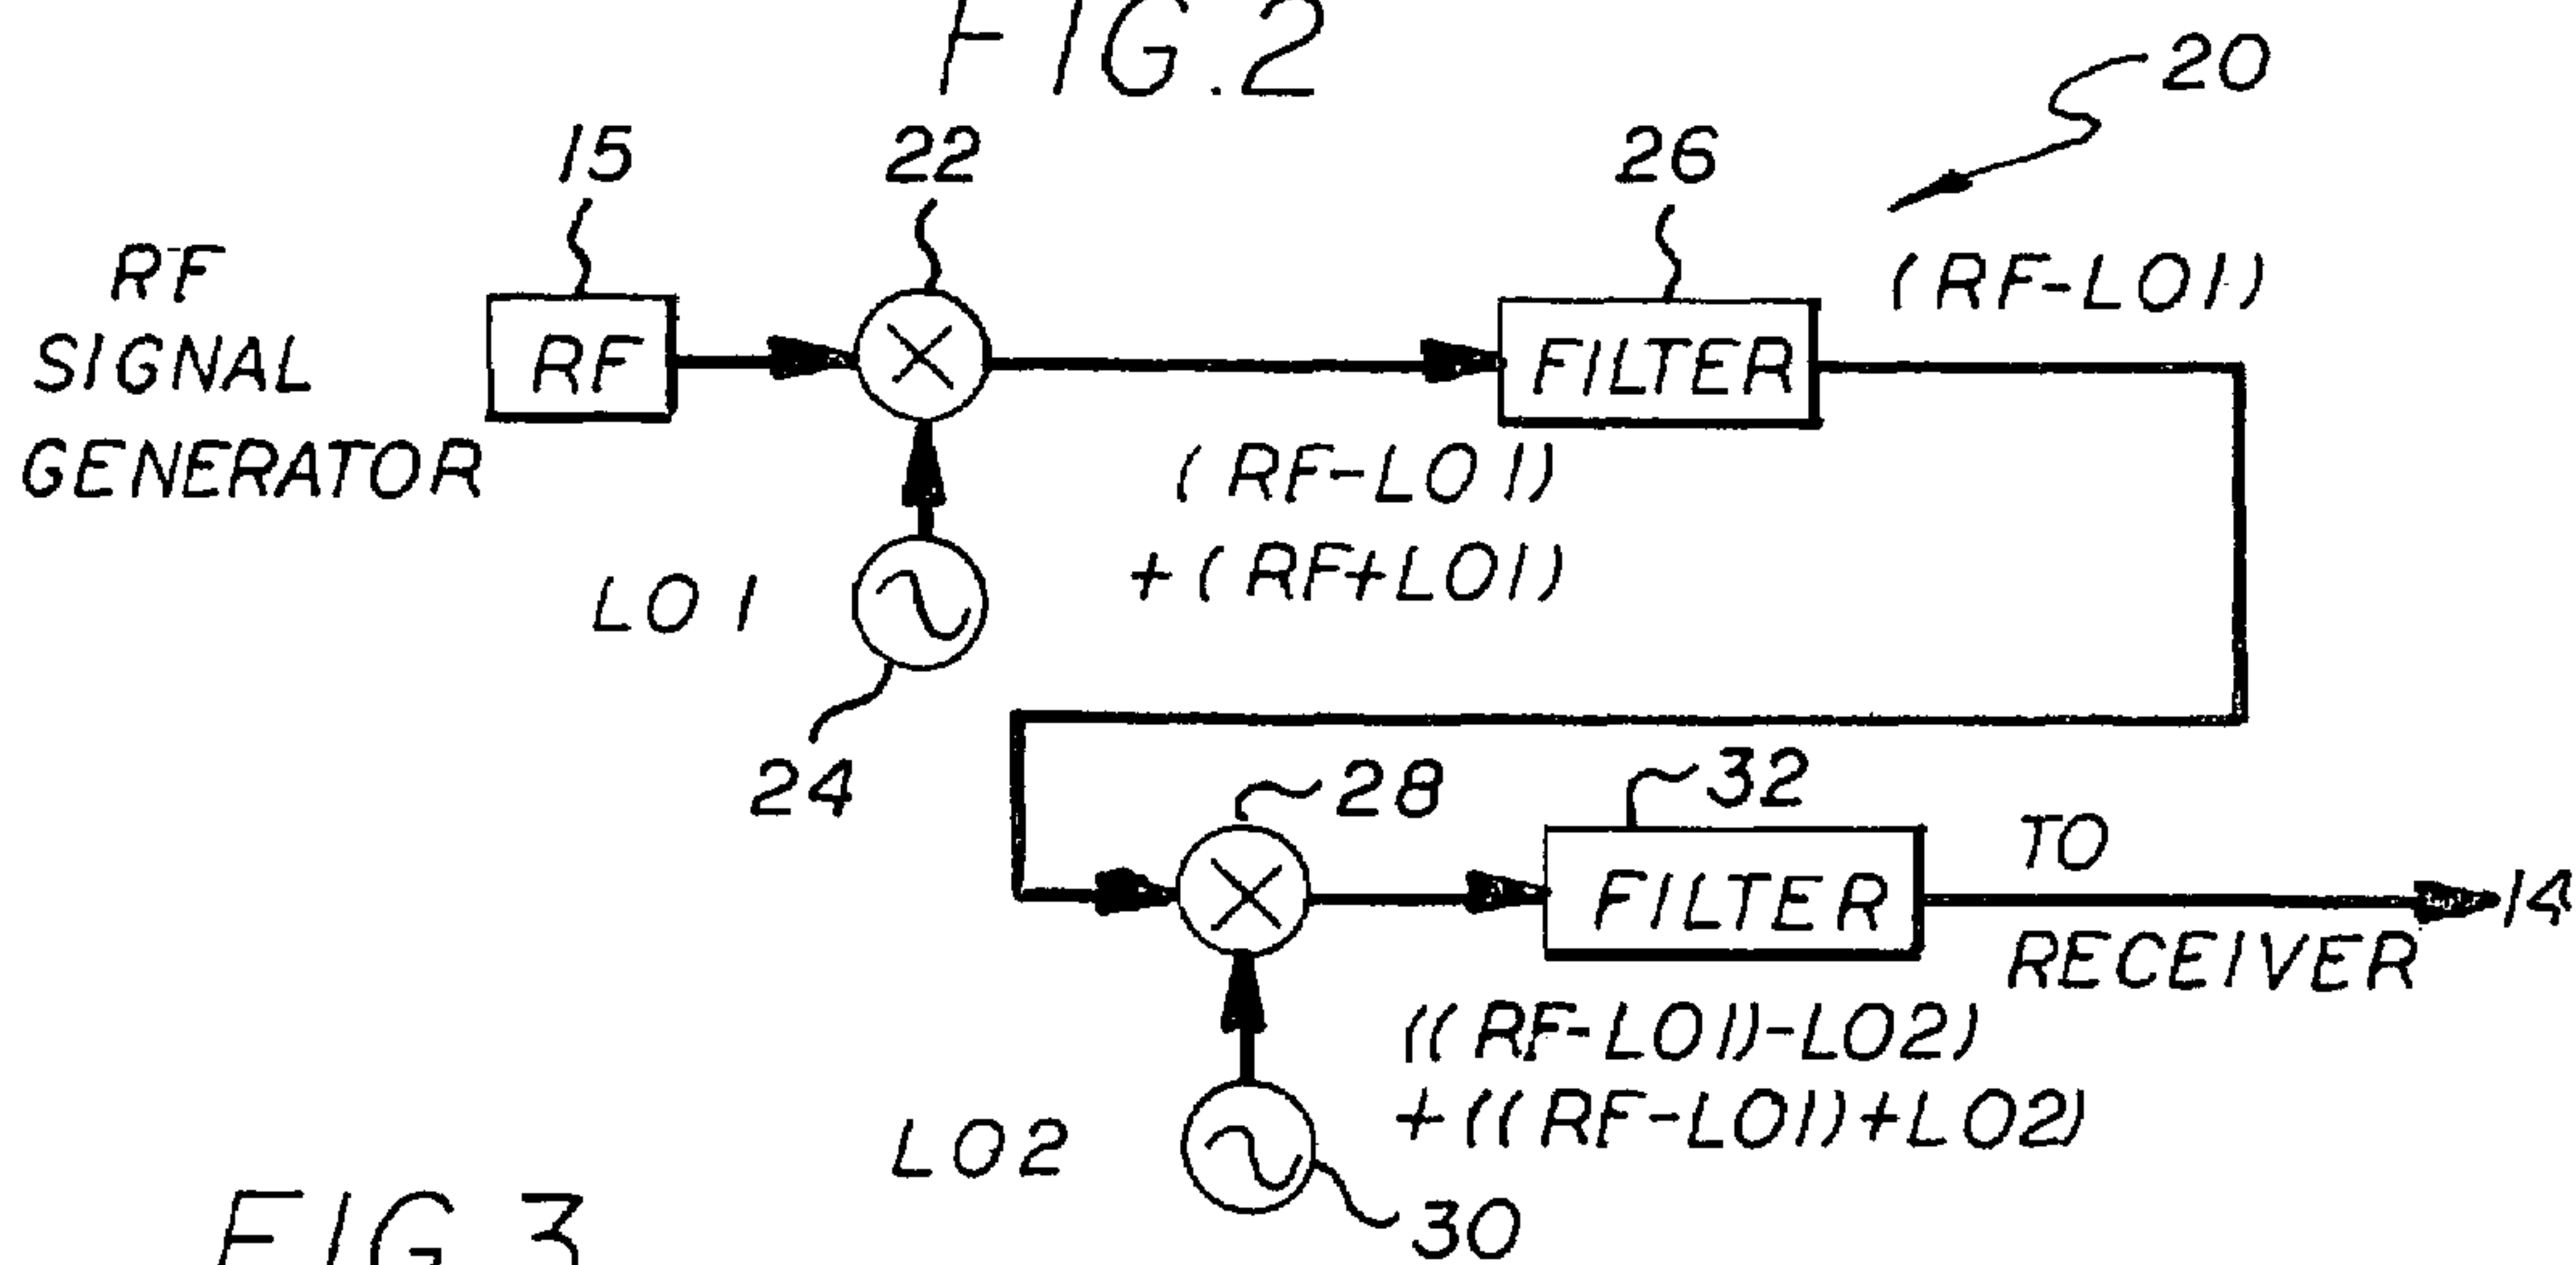 FIG.2
20
15
22
26
RF
SIGNAL
GENERATOR
RF
FILTER
(RF-LO1)
(RF-LO1)
+(RF+LO1)
LO1
24
28
32
FILTER
TO
RECEIVER
14
((RF-LO1)-LO2)
+((RF-LO1)+LO2)
LO2
30
FIG.3